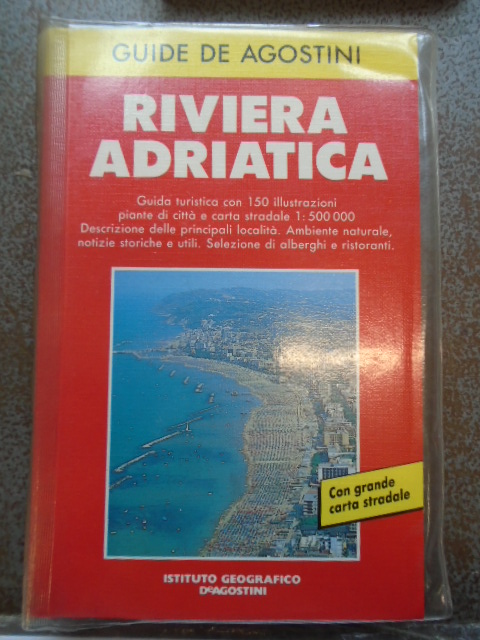 GUIDE DE AGOSTINI
RIVIERA
ADRIATICA
Guida turistica con 150 illustrazioni
piante di città e carta stradale 1:500 000
Descrizione delle principali località. Ambiente naturale,
notizie storiche e utili. Selezione di alberghi e ristoranti.
Con grande
carta stradale
ISTITUTO GEOGRAFICO
DeAGOSTINI